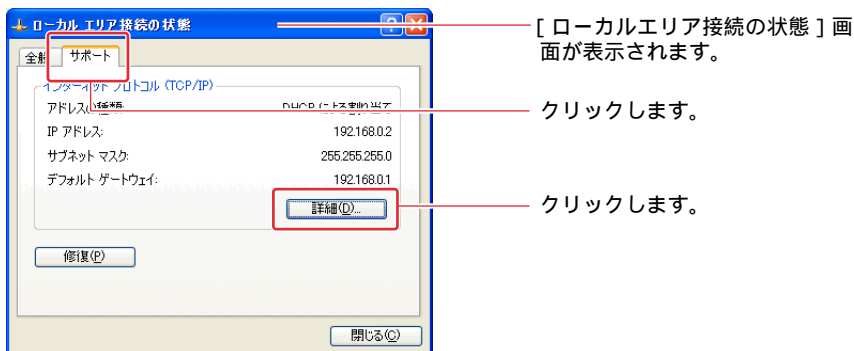 ローカル エリア接続の状態
［ローカルエリア接続の状態］画
面が表示されます。
全般 サポート
インターネット プロトコル (TCP/IP)
アドレスの種類: DHCP による割り当て
クリックします。
IP アドレス: 192.168.0.2
サブネット マスク: 255.255.255.0
デフォルト ゲートウェイ: 192.168.0.1
詳細(D)...
クリックします。
修復(P)
閉じる(C)